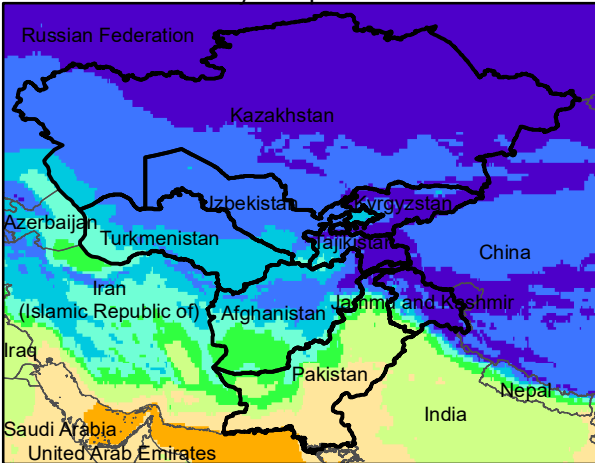 Russian Federation
Kazakhstan
Uzbekistan
Kyrgyzstan
Azerbaijan
Turkmenistan
Tajikistan
China
Iran
(Islamic Republic of)
Afghanistan
Jammu and Kashmir
Iraq
Pakistan
Nepal
India
Saudi Arabia
United Arab Emirates